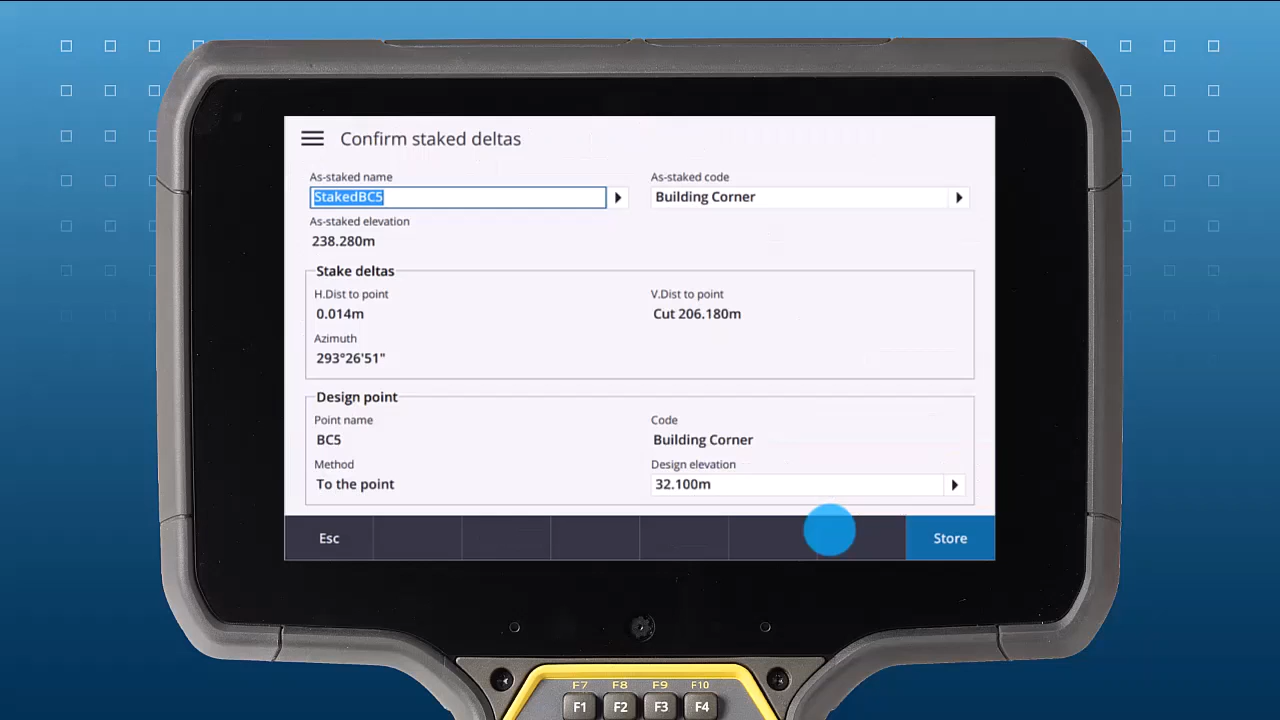 Confirm staked deltas
As-staked name
As-staked code
StakedBC5
Building Corner
As-staked elevation
238.280m
Stake deltas
H.Dist to point
V.Dist to point
0.014m
Cut 206.180m
Azimuth
293°26'51"
Design point
Point name
Code
BC5
Building Corner
Method
Design elevation
To the point
32.100m
Esc
Store
F7 F8 F9 F10
F1 F2 F3 F4